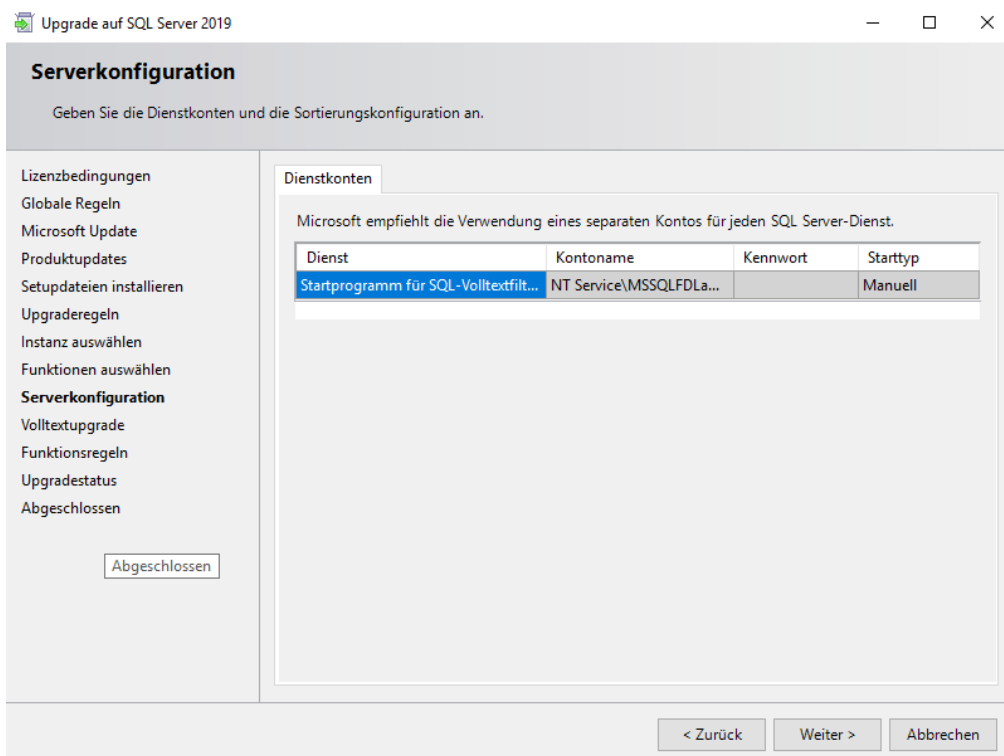 Upgrade auf SQL Server 2019
Serverkonfiguration
Geben Sie die Dienstkonten und die Sortierungskonfiguration an.
Lizenzbedingungen
Globale Regeln
Microsoft Update
Produktupdates
Setupdateien installieren
Upgraderegeln
Instanz auswählen
Funktionen auswählen
Serverkonfiguration
Volltextupgrade
Funktionsregeln
Upgradestatus
Abgeschlossen
Abgeschlossen
Dienstkonten
Microsoft empfiehlt die Verwendung eines separaten Kontos für jeden SQL Server-Dienst.
Dienst Kontoname Kennwort Starttyp
Startprogramm für SQL-Volltextfilt... NT Service\MSSQLFDLa... Manuell
< Zurück Weiter > Abbrechen